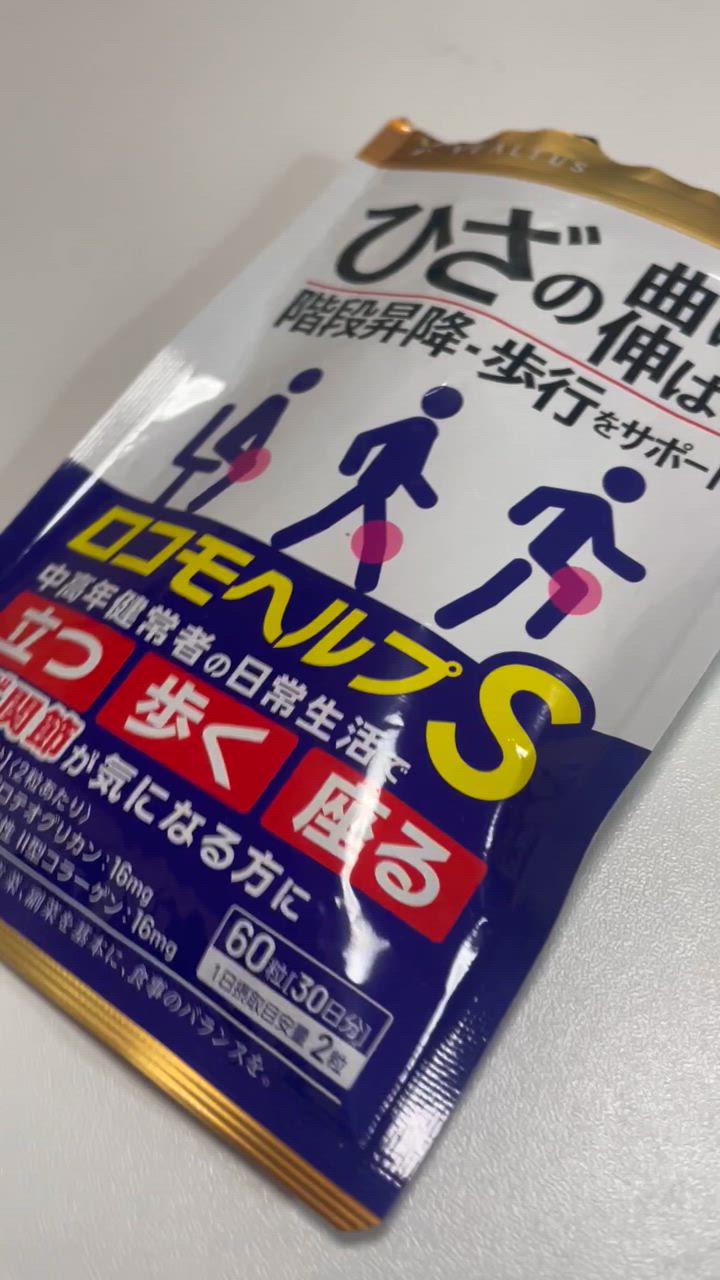 ひざの
曲
伸ば
階段昇降・歩行をサポート
ロコモヘルプS
中高年健常者の日常生活で
立つ 歩く 座る
関節が気になる方に
〈2粒あたり〉
ロテオグリカン：16mg
II型コラーゲン：16mg
60粒[30日分]
1日摂取目安量 2粒
副菜を基本に、食事のバランスを。